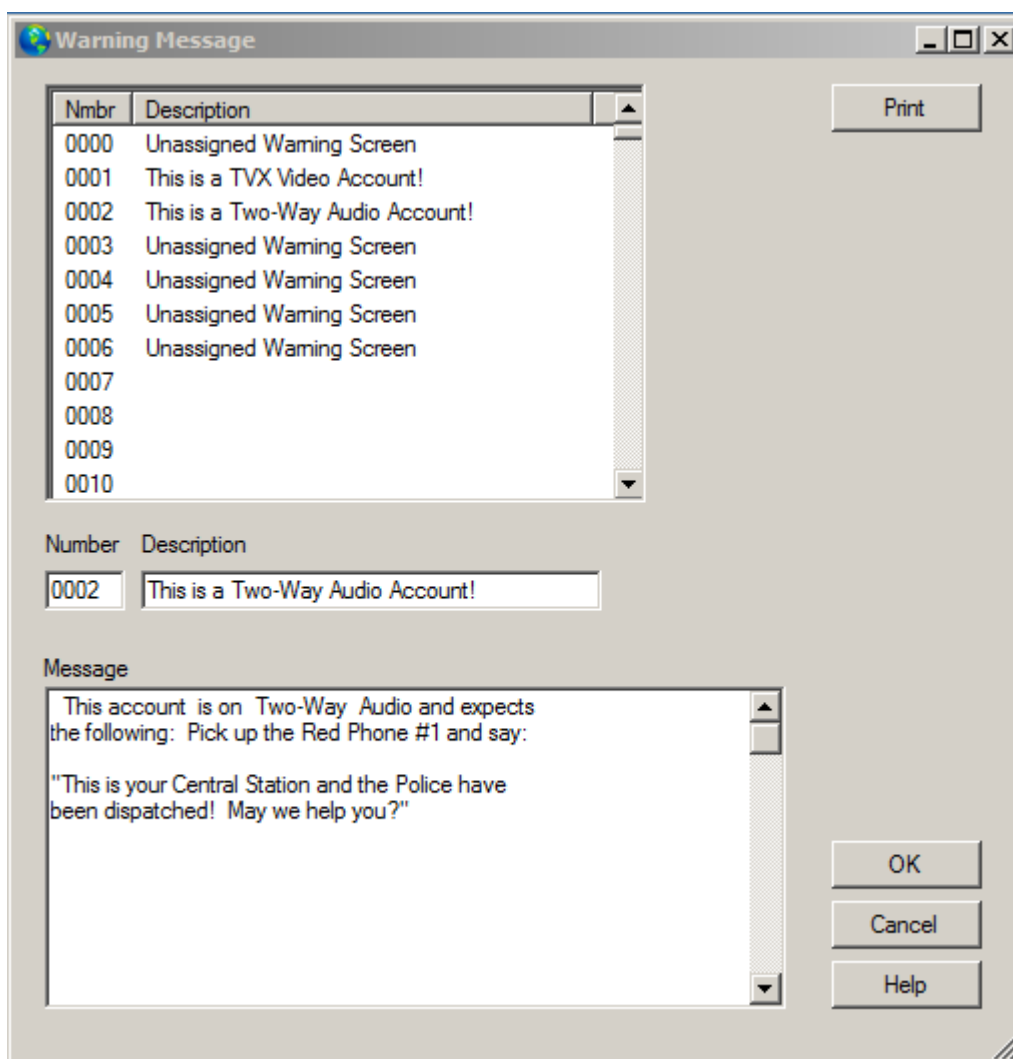 Warning Message
Nmbr Description
Print
0000 Unassigned Warning Screen
0001 This is a TVX Video Account!
0002 This is a Two-Way Audio Account!
0003 Unassigned Warning Screen
0004 Unassigned Warning Screen
0005 Unassigned Warning Screen
0006 Unassigned Warning Screen
0007
0008
0009
0010
Number Description
0002 This is a Two-Way Audio Account!
Message
This account is on Two-Way Audio and expects
the following: Pick up the Red Phone #1 and say:
"This is your Central Station and the Police have
been dispatched! May we help you?"
OK
Cancel
Help